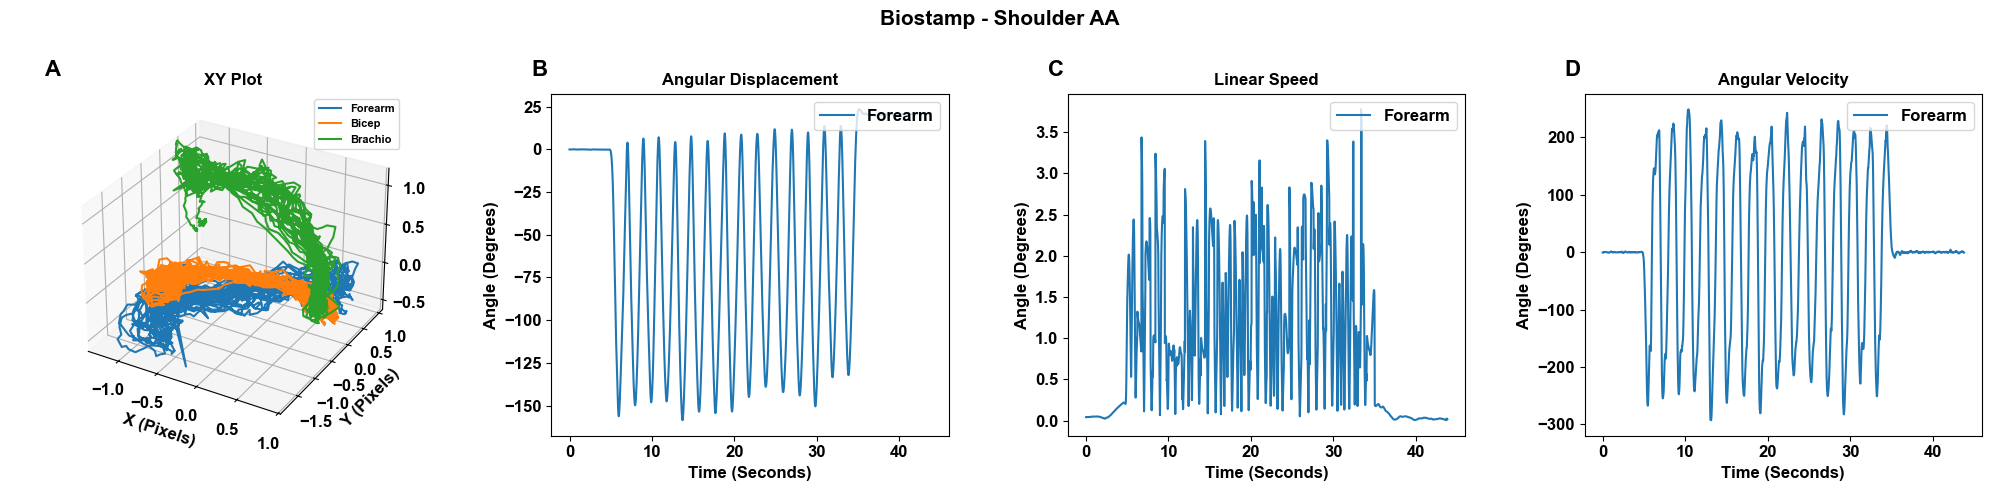 Biostamp - Shoulder AA
A
XY Plot
Forearm
Bicep
Brachio
1.0
0.5
0.0
−0.5
−1.0
−0.5
0.0
0.5
1.0
X (Pixels)
1.0
0.5
0.0
−0.5
−1.0
−1.5
Y (Pixels)
B
Angular Displacement
Forearm
25
0
−25
−50
−75
−100
−125
−150
Angle (Degrees)
0 10 20 30 40
Time (Seconds)
C
Linear Speed
Forearm
3.5
3.0
2.5
2.0
1.5
1.0
0.5
0.0
Angle (Degrees)
0 10 20 30 40
Time (Seconds)
D
Angular Velocity
Forearm
200
100
0
−100
−200
−300
Angle (Degrees)
0 10 20 30 40
Time (Seconds)